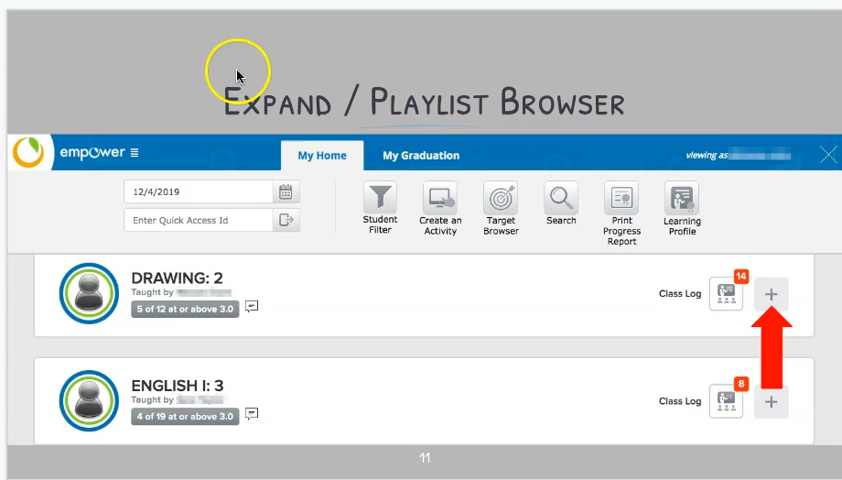 EXPAND / PLAYLIST BROWSER
empower
My Home
My Graduation
viewing as
12/4/2019
Enter Quick Access Id
Student Filter
Create an Activity
Target Browser
Search
Print Progress Report
Learning Profile
DRAWING: 2
Taught by
5 of 12 at or above 3.0
Class Log
14
+
ENGLISH I: 3
Taught by
4 of 19 at or above 3.0
Class Log
8
+
11